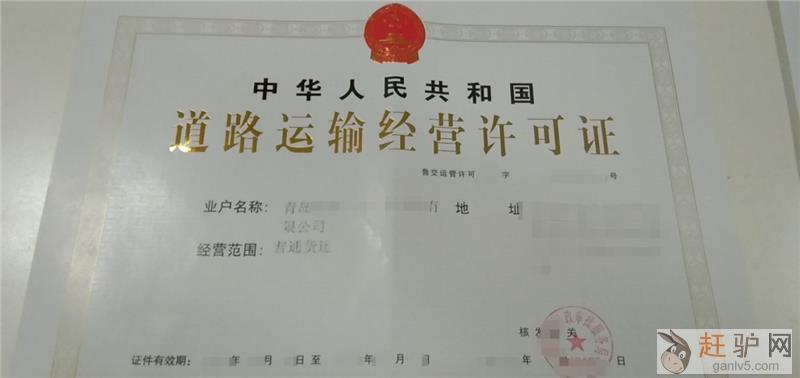 中华人民共和国
道路运输经营许可证
鲁交运管许可 字 号
业户名称： 青岛 有 地 址
限公司
经营范围： 普通货运
核发 关
证件有效期： 年 月 日至 年 月 日 年 日
赶驴网
ganlv5.com